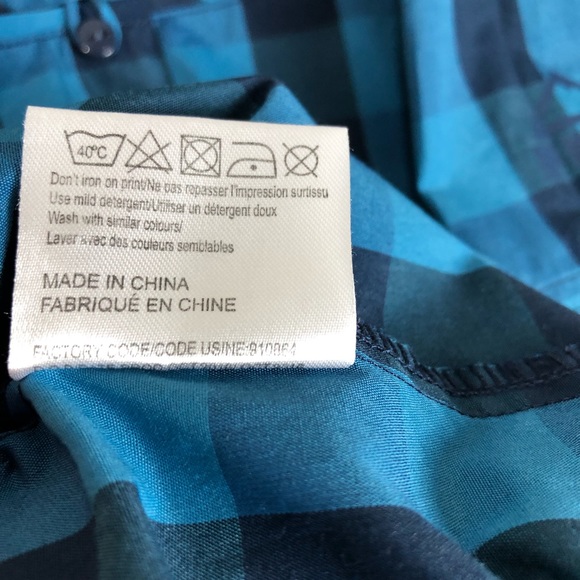 40°C
Don't iron on print/Ne pas repasser l'impression surtissu
Use mild detergent/Utiliser un détergent doux
Wash with similar colours/
Laver avec des couleurs semblables
MADE IN CHINA
FABRIQUÉ EN CHINE
FACTORY CODE/CODE USINE:910864